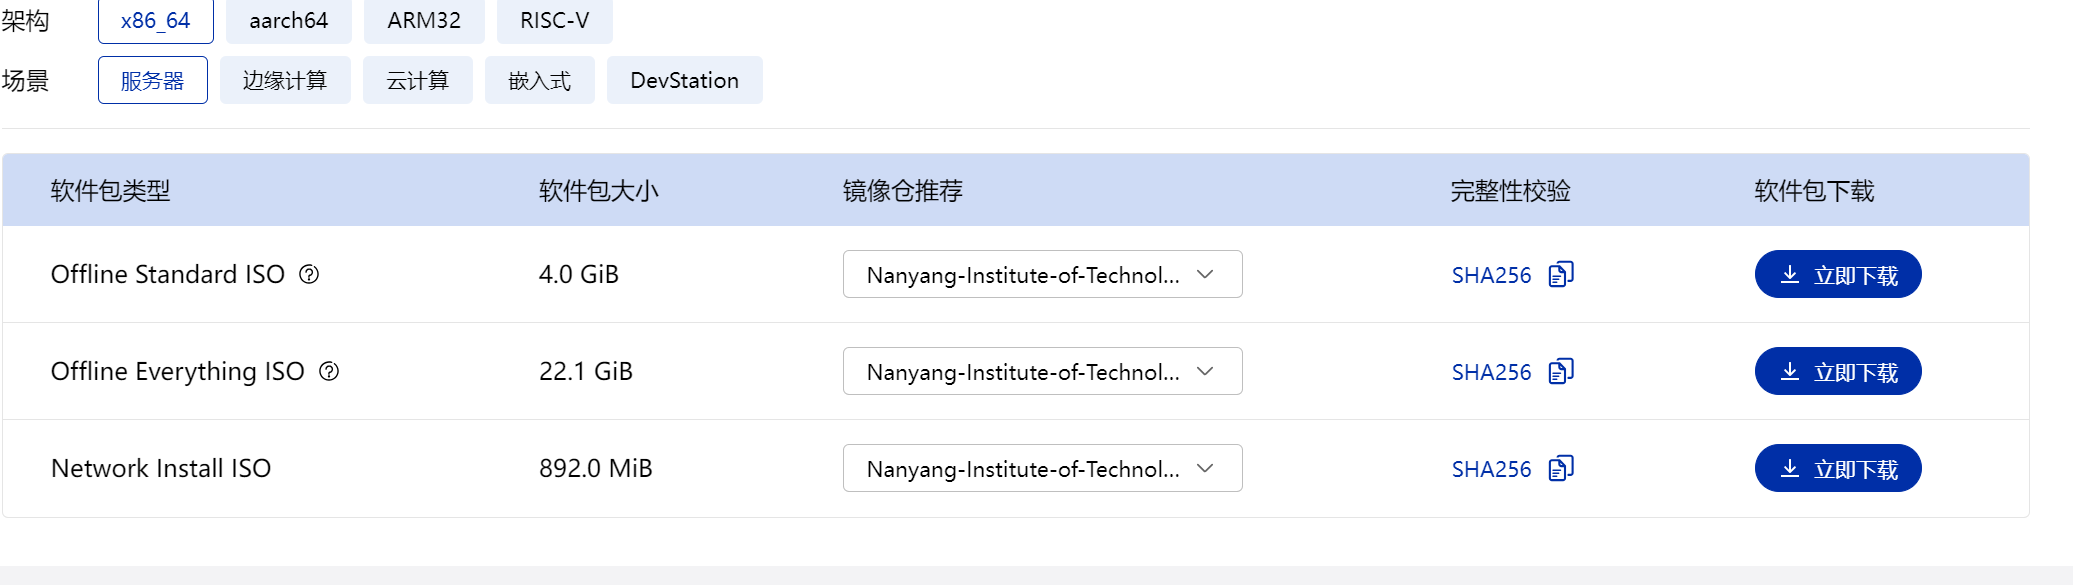 架构 x86_64 aarch64 ARM32 RISC-V
场景 服务器 边缘计算 云计算 嵌入式 DevStation
软件包类型 软件包大小 镜像仓推荐 完整性校验 软件包下载
Offline Standard ISO 4.0 GiB Nanyang-Institute-of-Technol... SHA256 立即下载
Offline Everything ISO 22.1 GiB Nanyang-Institute-of-Technol... SHA256 立即下载
Network Install ISO 892.0 MiB Nanyang-Institute-of-Technol... SHA256 立即下载